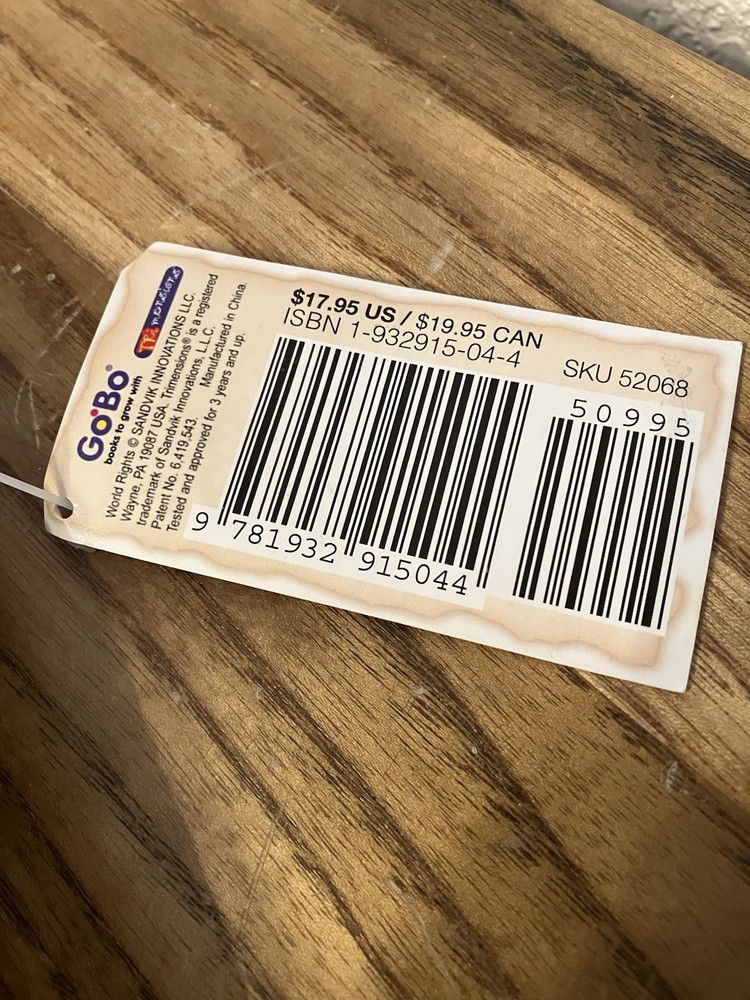 $17.95 US / $19.95 CAN
ISBN 1-932915-04-4
SKU 52068
50995
9 781932 915044
GoBo®
books to grow with
Trimensions
World Rights © SANDVIK INNOVATIONS LLC.
Wayne, PA 19087 USA. Trimensions® is a registered
trademark of Sandvik Innovations, L.L.C.
Patent No. 6,419,543. Manufactured in China.
Tested and approved for 3 years and up.